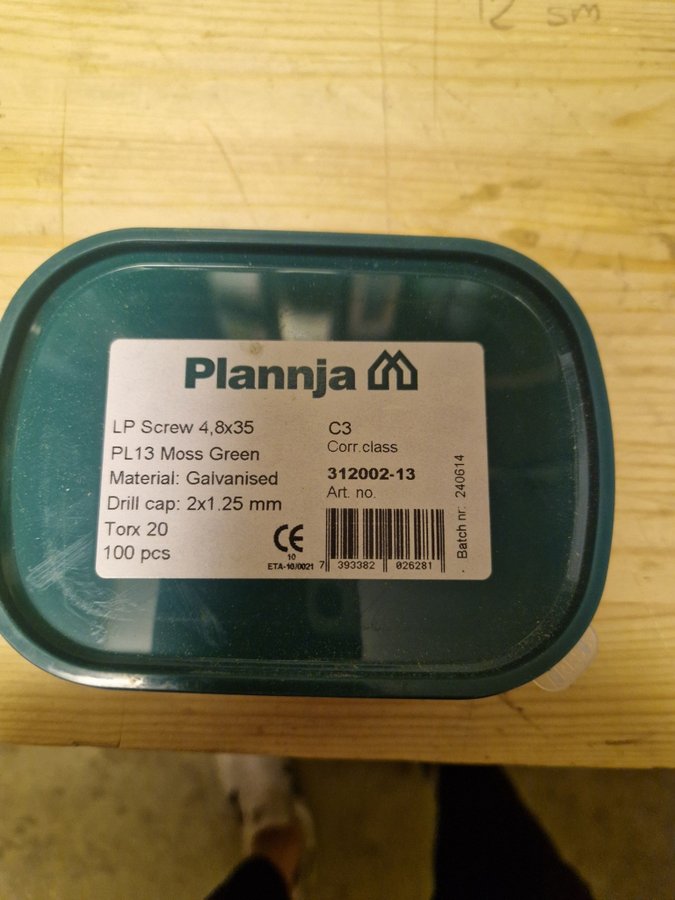 12 sm
Plannja
LP Screw 4,8x35
PL13 Moss Green
Material: Galvanised
Drill cap: 2x1.25 mm
Torx 20
100 pcs
C3
Corr.class
312002-13
Art. no.
CE
10
ETA-10/0021
7 393382 026281
Batch nr: 240614